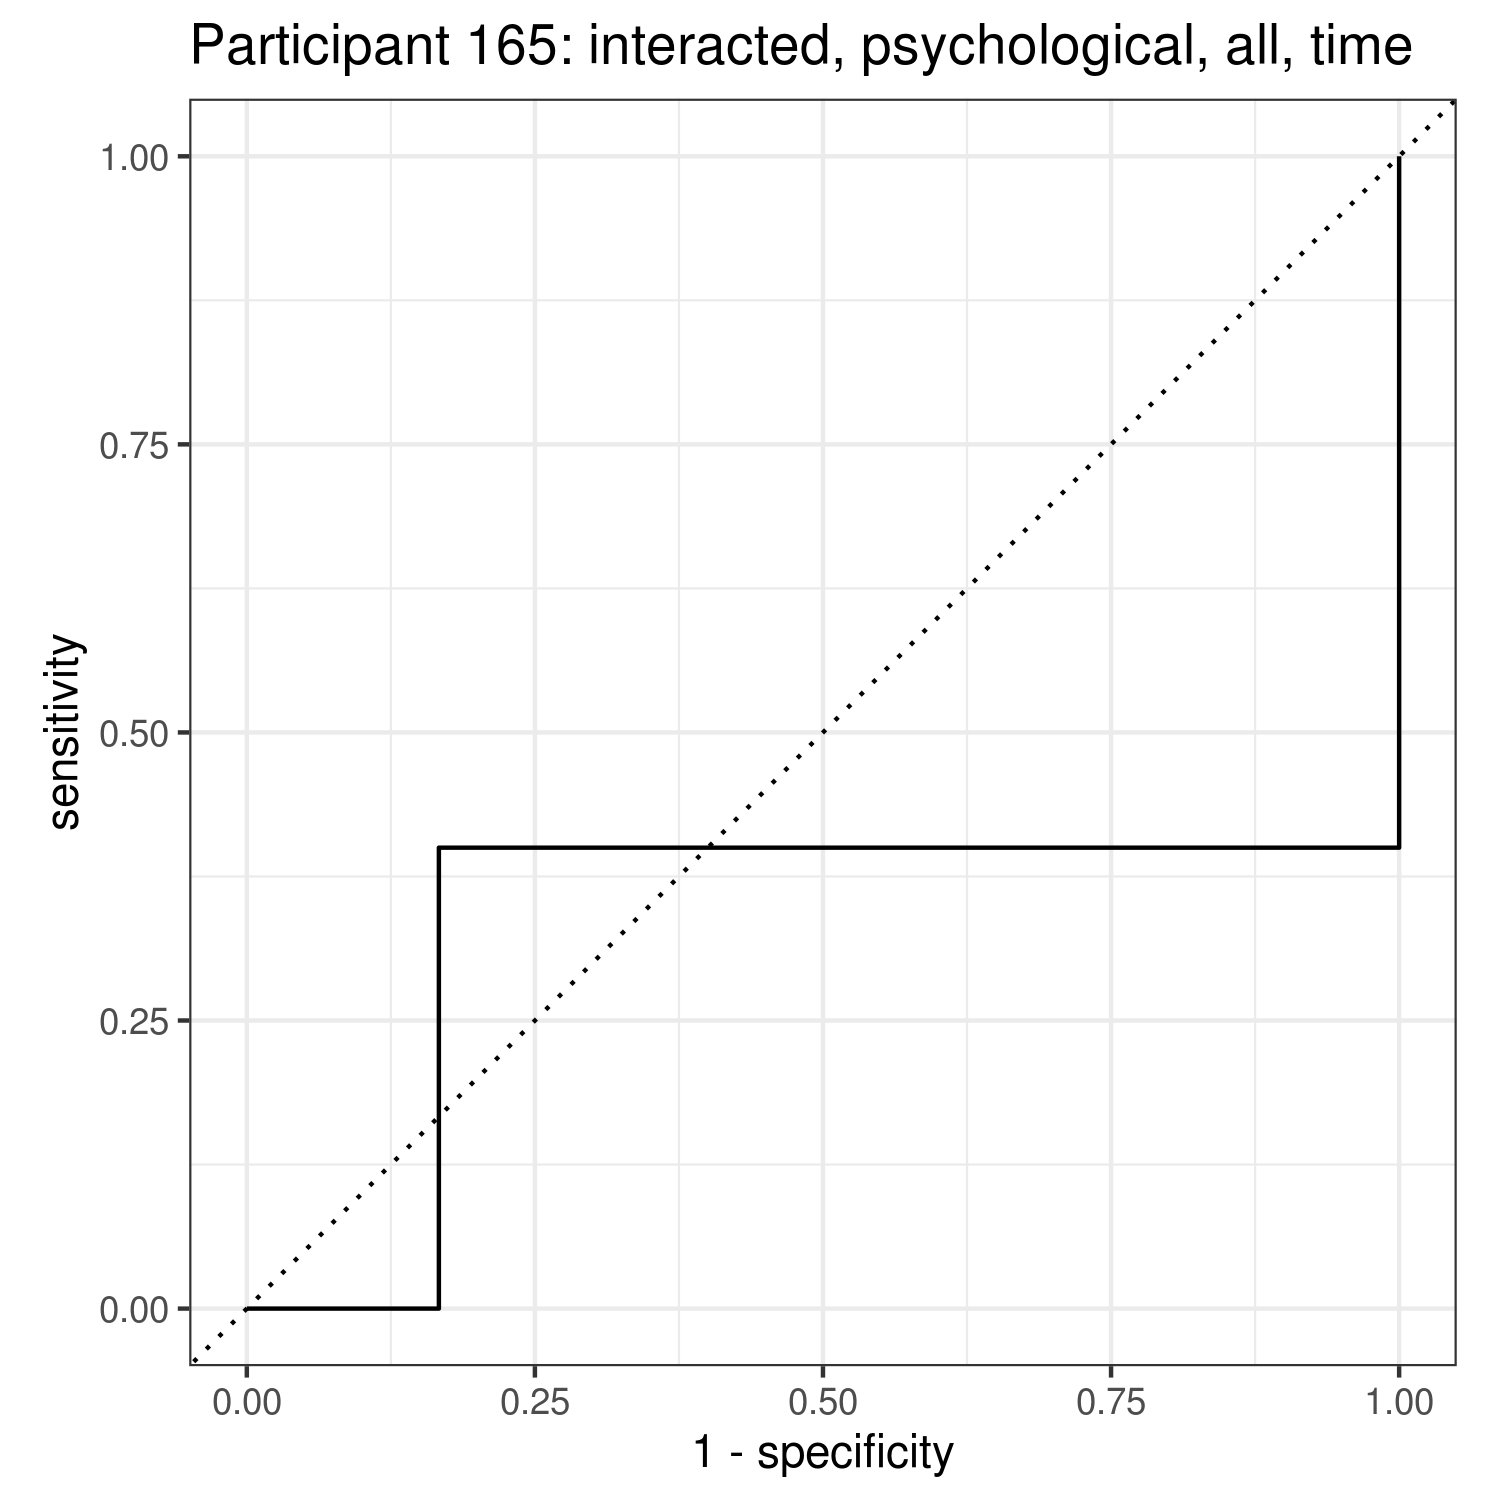 Participant 165: interacted, psychological, all, time
1.00
0.75
0.50
0.25
0.00
sensitivity
0.00 0.25 0.50 0.75 1.00
1 - specificity